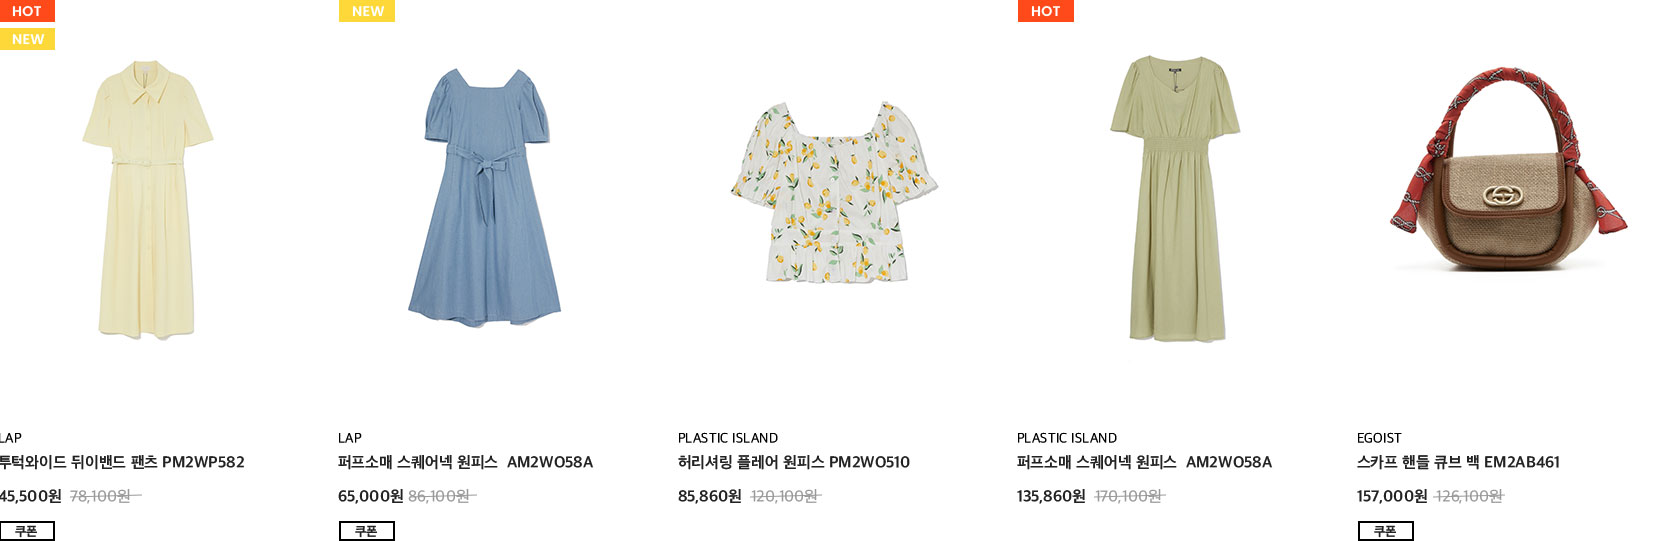 HOT
NEW
NEW
HOT
LAP
투턱와이드 뒤이밴드 팬츠 PM2WP582
45,500원 78,100원
쿠폰
LAP
퍼프소매 스퀘어넥 원피스 AM2WO58A
65,000원 86,100원
쿠폰
PLASTIC ISLAND
허리셔링 플레어 원피스 PM2WO510
85,860원 120,100원
PLASTIC ISLAND
퍼프소매 스퀘어넥 원피스 AM2WO58A
135,860원 170,100원
EGOIST
스카프 핸들 큐브 백 EM2AB461
157,000원 126,100원
쿠폰